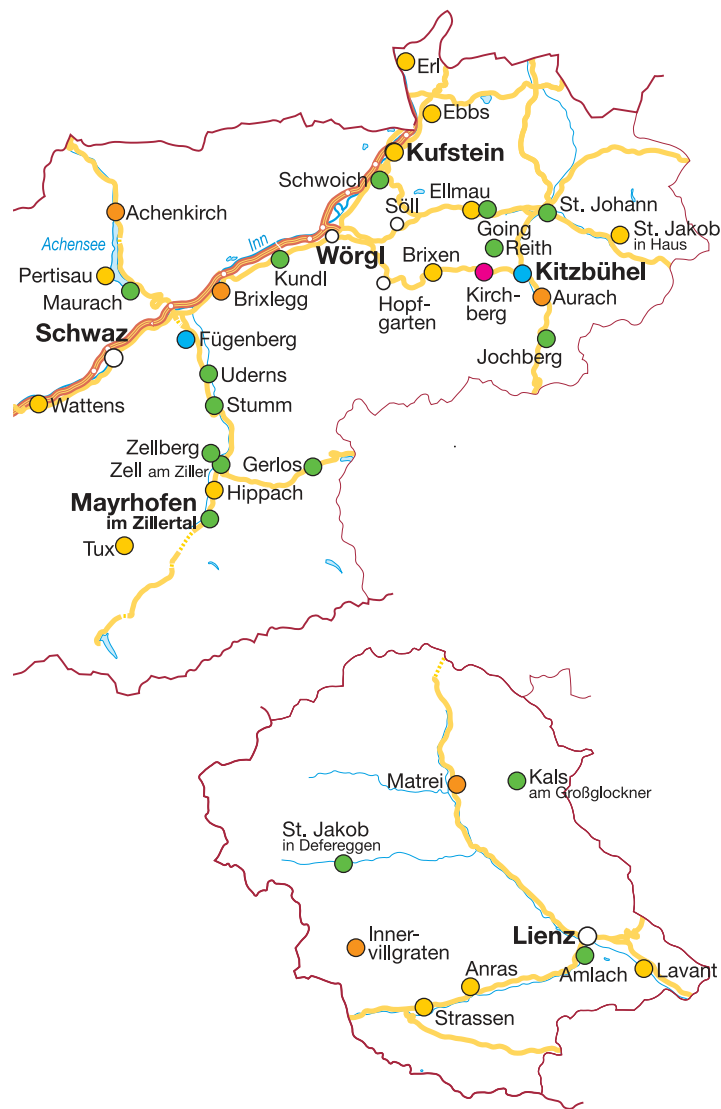 Erl
Ebbs
Kufstein
Schwoich
Ellmau
Söll
St. Johann
Going
St. Jakob
in Haus
Achenkirch
Achensee
Inn
Wörgl
Reith
Brixen
Kitzbühel
Pertisau
Kundl
Maurach
Brixlegg
Hopf-
garten
Kirch-
berg
Aurach
Schwaz
Fügenberg
Jochberg
Uderns
Wattens
Stumm
Zellberg
Zell am Ziller
Gerlos
Hippach
Mayrhofen
im Zillertal
Tux
Matrei
Kals
am Großglockner
St. Jakob
in Defereggen
Lienz
Inner-
villgraten
Anras
Amlach
Lavant
Strassen